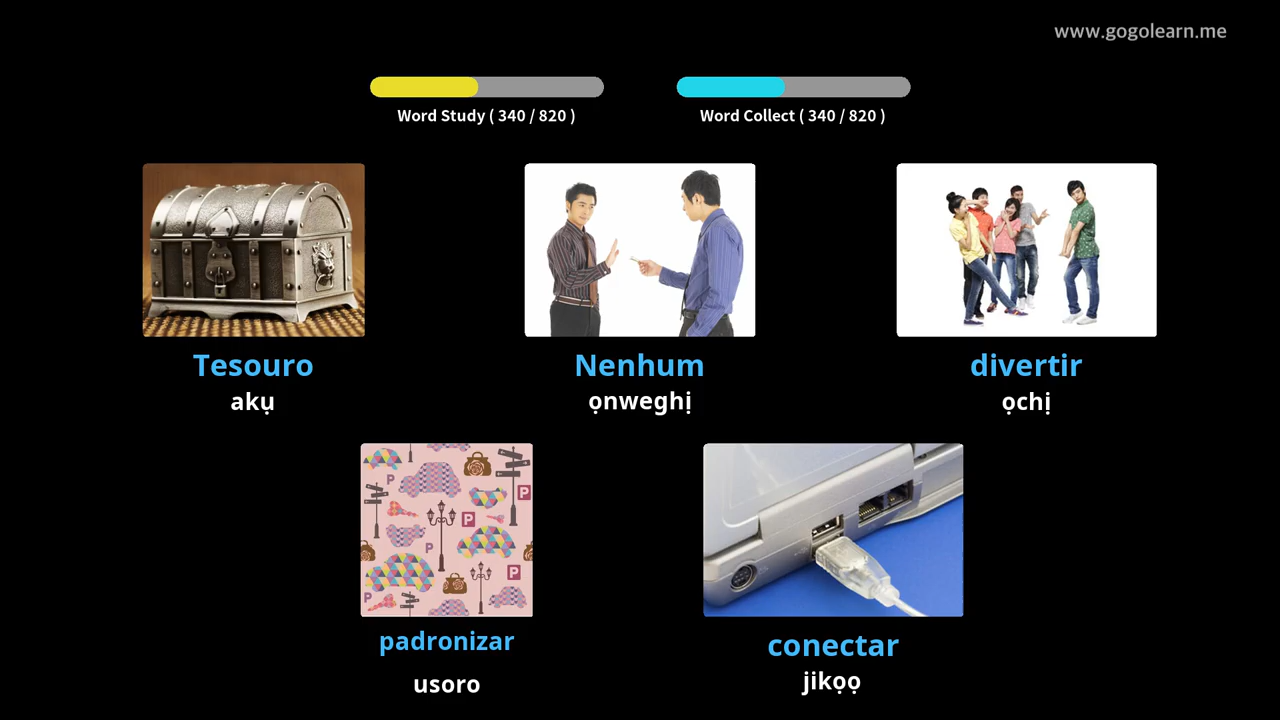 www.gogolearn.me
Word Study ( 340 / 820 )
Word Collect ( 340 / 820 )
Tesouro
akụ
Nenhum
ọnweghị
divertir
ọchị
P
P
P
P
P
P
padronizar
usoro
conectar
jikọọ